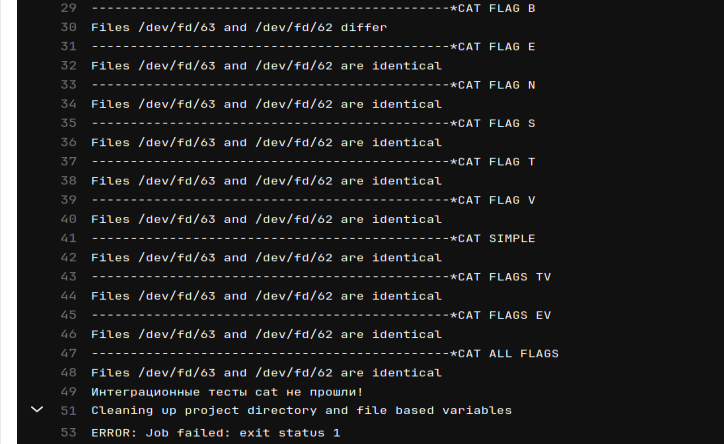 29 ----------------------------------------------*CAT FLAG B
30 Files /dev/fd/63 and /dev/fd/62 differ
31 ----------------------------------------------*CAT FLAG E
32 Files /dev/fd/63 and /dev/fd/62 are identical
33 ----------------------------------------------*CAT FLAG N
34 Files /dev/fd/63 and /dev/fd/62 are identical
35 ----------------------------------------------*CAT FLAG S
36 Files /dev/fd/63 and /dev/fd/62 are identical
37 ----------------------------------------------*CAT FLAG T
38 Files /dev/fd/63 and /dev/fd/62 are identical
39 ----------------------------------------------*CAT FLAG V
40 Files /dev/fd/63 and /dev/fd/62 are identical
41 ----------------------------------------------*CAT SIMPLE
42 Files /dev/fd/63 and /dev/fd/62 are identical
43 ----------------------------------------------*CAT FLAGS TV
44 Files /dev/fd/63 and /dev/fd/62 are identical
45 ----------------------------------------------*CAT FLAGS EV
46 Files /dev/fd/63 and /dev/fd/62 are identical
47 ----------------------------------------------*CAT ALL FLAGS
48 Files /dev/fd/63 and /dev/fd/62 are identical
49 Интеграционные тесты cat не прошли!
51 Cleaning up project directory and file based variables
53 ERROR: Job failed: exit status 1